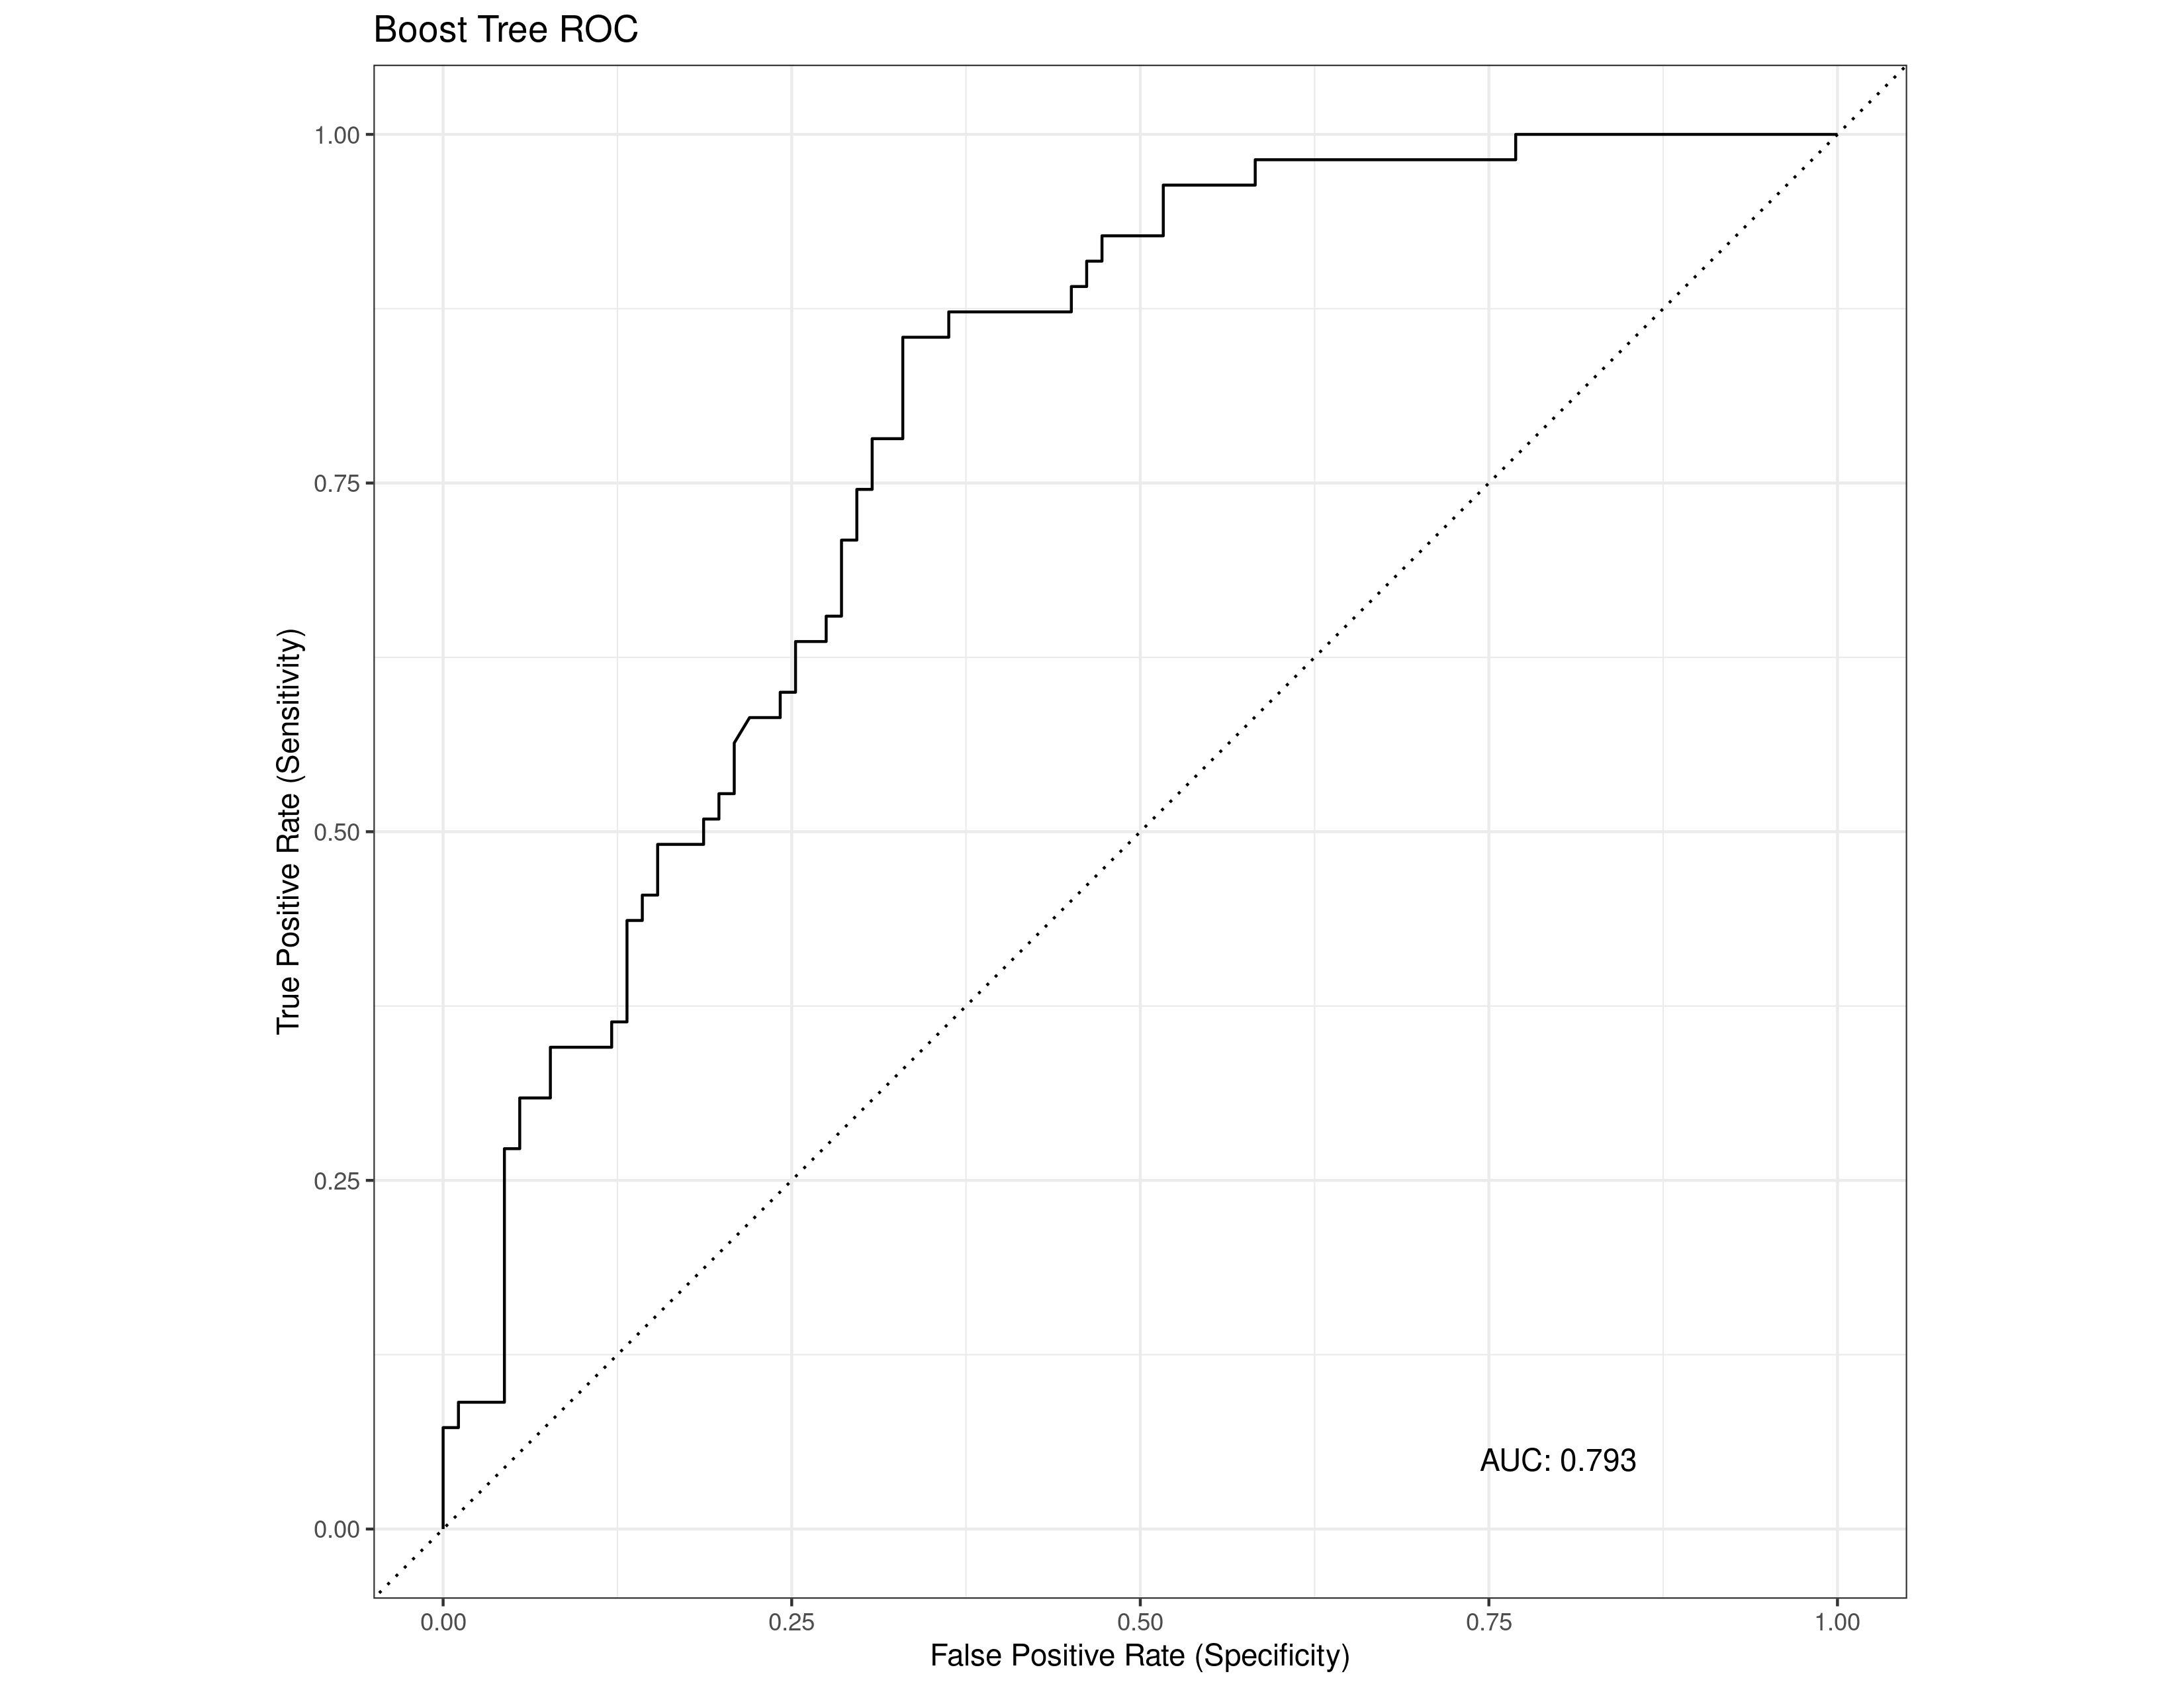 Boost Tree ROC
True Positive Rate (Sensitivity)
1.00
0.75
0.50
0.25
0.00
AUC: 0.793
0.00 0.25 0.50 0.75 1.00
False Positive Rate (Specificity)